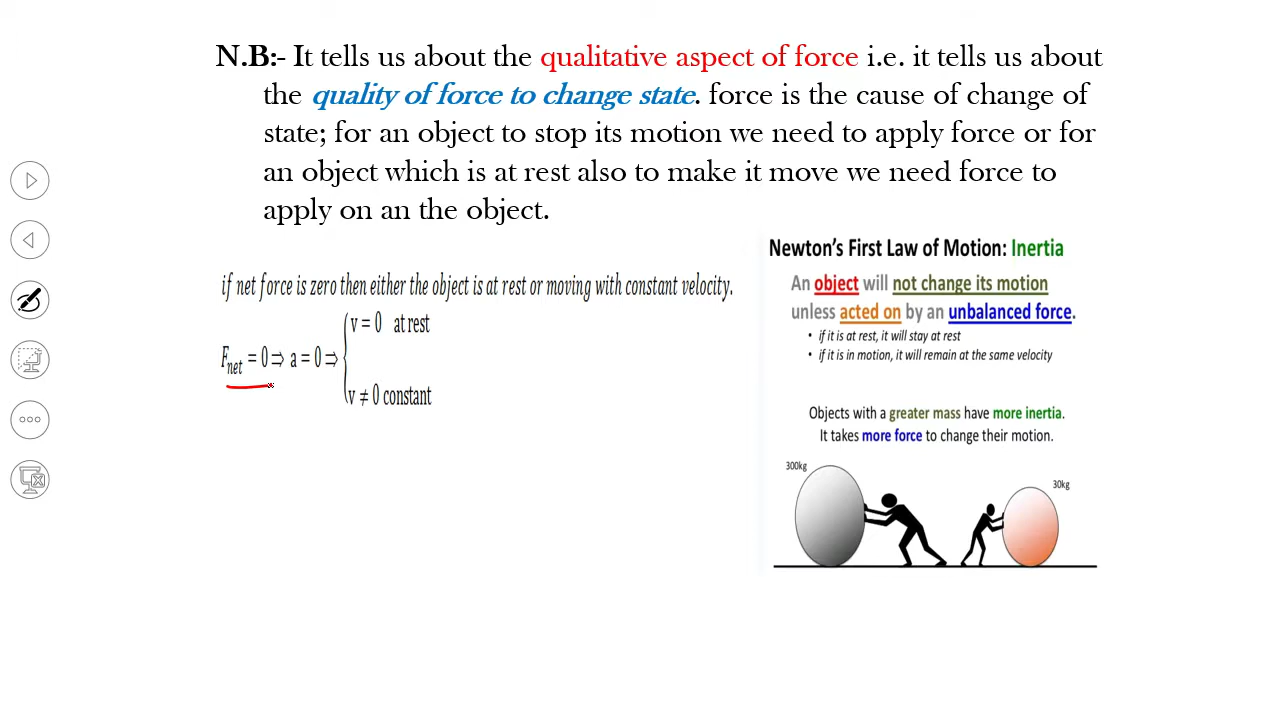 N.B:- It tells us about the qualitative aspect of force i.e. it tells us about
the quality of force to change state. force is the cause of change of
state; for an object to stop its motion we need to apply force or for
an object which is at rest also to make it move we need force to
apply on an the object.
if net force is zero then either the object is at rest or moving with constant velocity.
v = 0 at rest
Fnet = 0 ⇒ a = 0 ⇒
v ≠ 0 constant
Newton's First Law of Motion: Inertia
An object will not change its motion
unless acted on by an unbalanced force.
• if it is at rest, it will stay at rest
• if it is in motion, it will remain at the same velocity
Objects with a greater mass have more inertia.
It takes more force to change their motion.
300kg
30kg